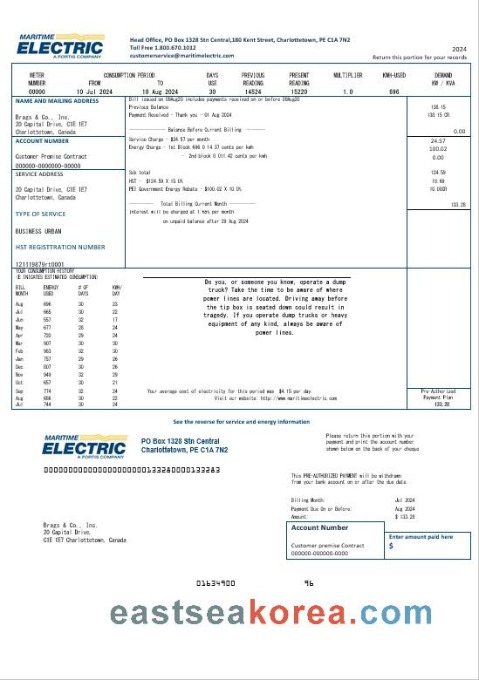 MARITIME
ELECTRIC
A FORTIS COMPANY
Head Office, PO Box 1328 Stn Central,180 Kent Street, Charlottetown, PE C1A 7N2
Toll Free 1.800.670.1012
customerservice@maritimeelectric.com
2024
Return this portion for your records
METER NUMBER CONSUMPTION PERIOD FROM TO DAYS USE PREVIOUS READING PRESENT READING MULTIPLIER KWH-USED DEMAND KW / KVA
00000 10 Jul 2024 10 Aug 2024 30 14524 15220 1.0 696
NAME AND MAILING ADDRESS
Brags & Co., Inc.
20 Capital Drive, C1E 1E7
Charlottetown, Canada
ACCOUNT NUMBER
Customer Premise Contract
000000-0000000-00000
SERVICE ADDRESS
20 Capital Drive, C1E 1E7
Charlottetown, Canada
TYPE OF SERVICE
BUSINESS URBAN
HST REGISTTRATION NUMBER
121119879rt0001
Bill issued on 08Aug20 includes payments received on or before 08Aug20
Previous Balance 138.15
Payment Received - Thank you - 01 Aug 2024 138.15 CR
Balance Before Current Billing 0.00
Service Charge 24.57
Energy Charge - 1st Block 696 @ 14.37 cents per kwh 100.02
- 2nd block 0 @11.42 cents per kwh 0.00
Sub total 124.59
HST - $124.59 X 15.0%
PEI Government Energy Rebate - $100.02 X 10.0%
Total Billing Current Month 133.28
Interest will be charged at 1.66% per month
on unpaid balance after 29 Aug 2024
YOUR CONSUMPTION HISTORY
(E INICATES ESTIMATED CONSUMPTION)
BILL MONTH ENERGY USED # OF DAYS KWH/ DAY
Aug 696 30 23
Jul 665 30 22
Jun 557 32 17
May 677 28 24
Apr 720 29 24
Mar 907 30 30
Feb 963 30
Jan 757 29 26
Dec 807 30 26
Nov 946 32 29
Oct 657 30 21
Sep 774 32 24
Aug 696 30 22
Jul 744 30 24
Do you, or someone you know, operate a dump
truck? Take the time to be aware of where
power lines are located. Driving away before
the tip box is seated down could result in
tragedy. If you operate dump trucks or heavy
equipment of any kind, always be aware of
power lines.
Your average cost of electricity for this period was $4.15 per day
Visit our website: http://www.maritimeelectric.com
Pre-Authorized
Payment Plan
133.28
See the reverse for service and energy information
MARITIME
ELECTRIC
A FORTIS COMPANY
PO Box 1328 Stn Central
Charlottetown, PE C1A 7N2
Please return this portion with your
payment and print the account number
shown below on the back of your cheque.
This PRE-AUTHORIZED PAYMENT will be withdrawn
from your bank account on or after the due date.
Billing Month: Jul 2024
Payment Due On or Before: Aug 2024
Amount: $ 133.28
Brags & Co., Inc.
20 Capital Drive,
C1E 1E7 Charlottetown, Canada
Account Number
Customer premise Contract
000000-000000-0000
Enter amount paid here
$
01634900 96
eastseakorea.com